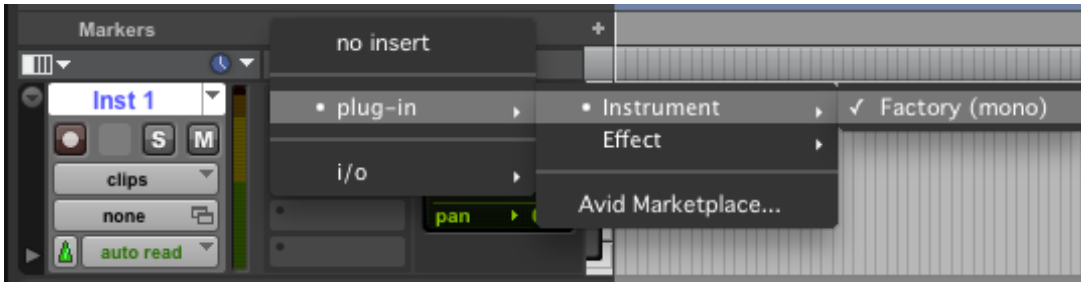 Markers
no insert
Inst 1
• plug-in
• Instrument
✓ Factory (mono)
S
M
Effect
clips
i/o
none
pan
Avid Marketplace...
auto read